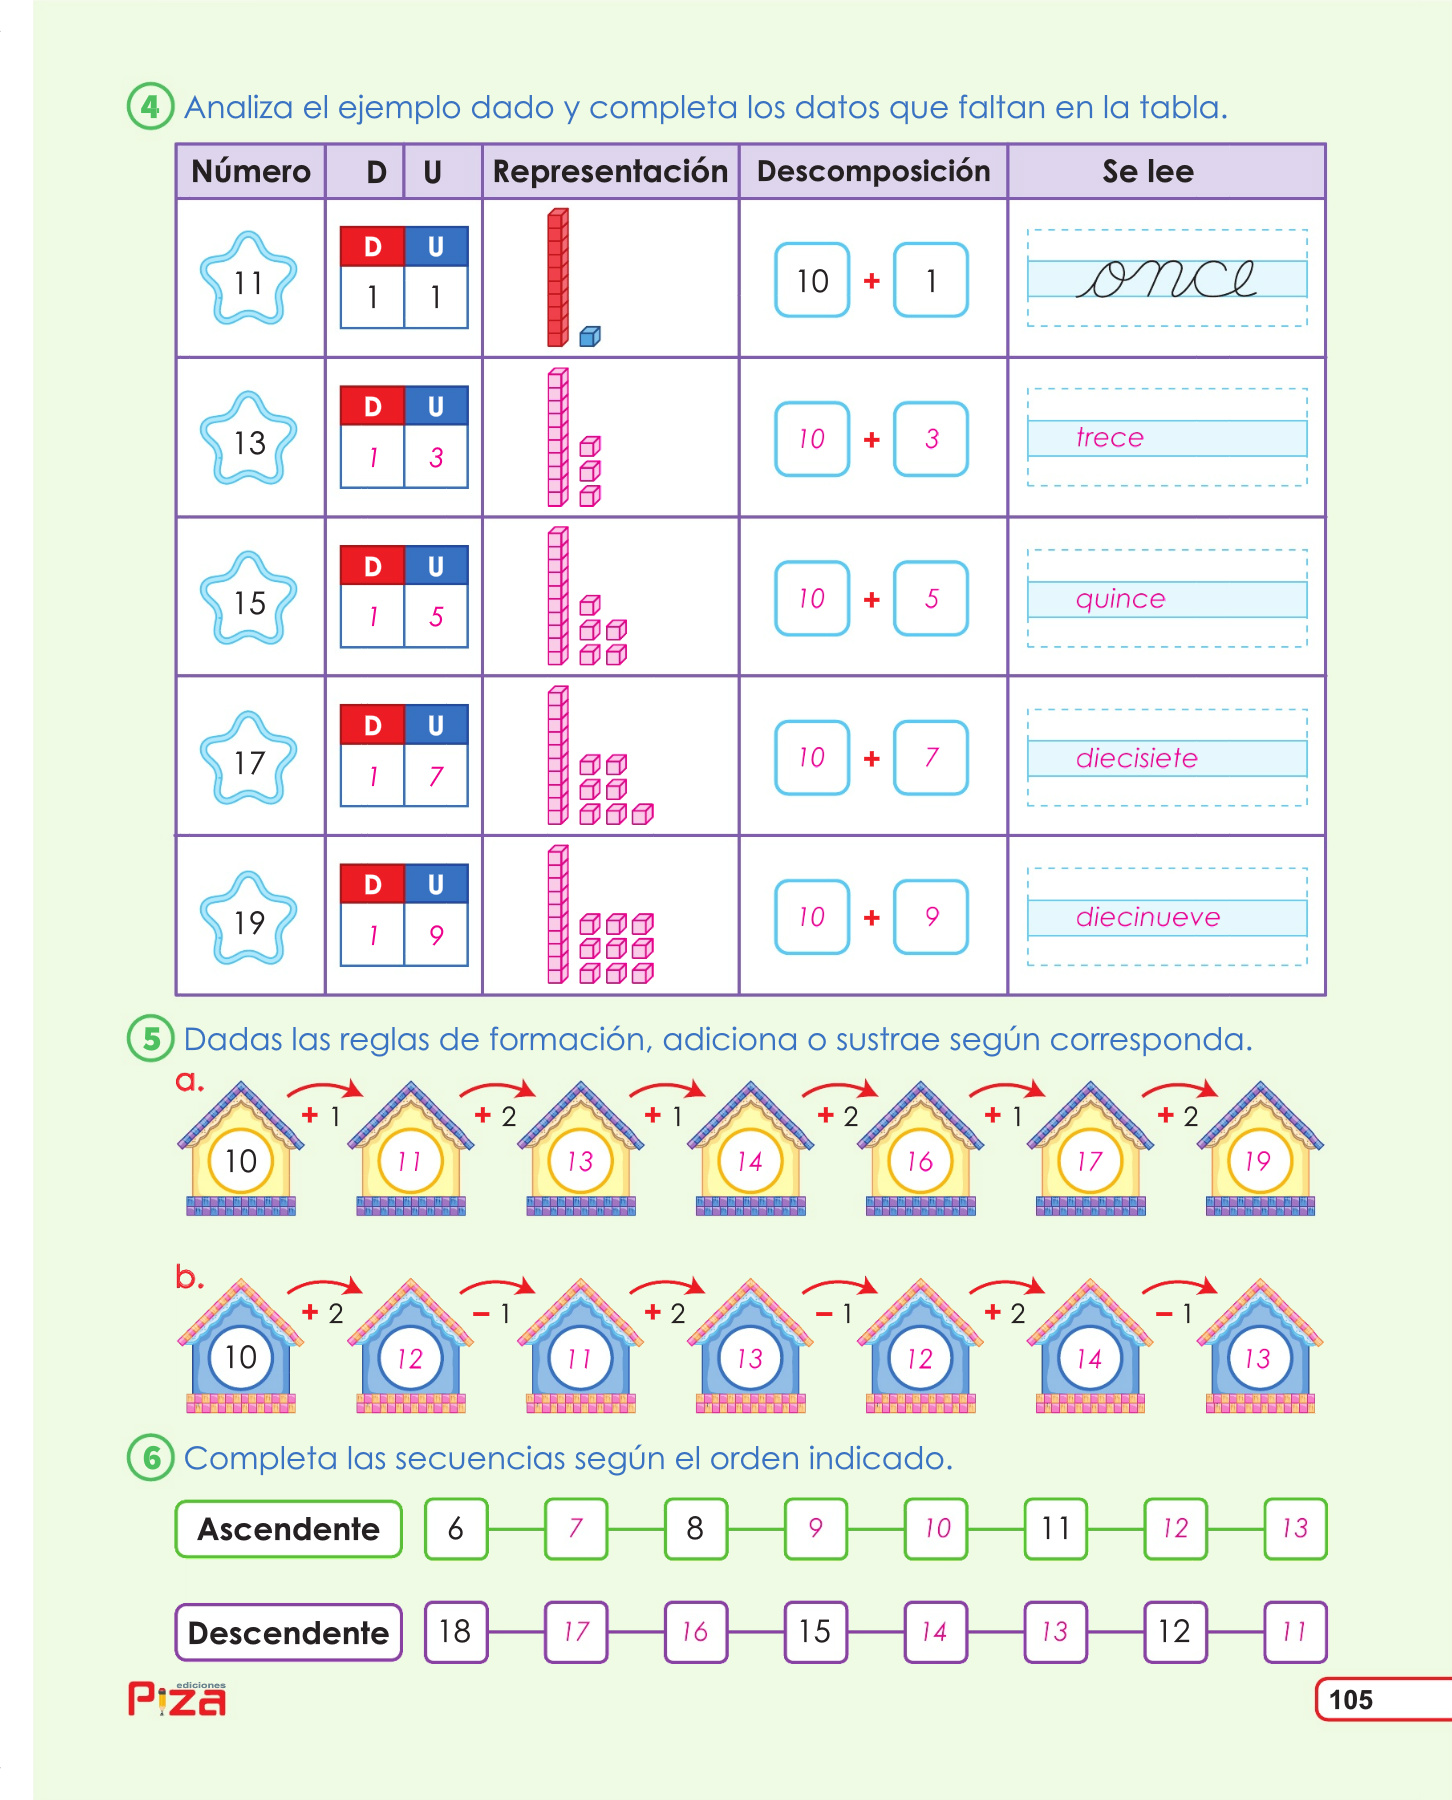 4 Analiza el ejemplo dado y completa los datos que faltan en la tabla.
Número D U Representación Descomposición Se lee
D U
11 1 1 10 + 1 once
D U
13 1 3 10 + 3 trece
D U
15 1 5 10 + 5 quince
D U
17 1 7 10 + 7 diecisiete
D U
19 1 9 10 + 9 diecinueve
5 Dadas las reglas de formación, adiciona o sustrae según corresponda.
a.
+ 1 + 2 + 1 + 2 + 1 + 2
10 11 13 14 16 17 19
b.
+ 2 - 1 + 2 - 1 + 2 - 1
10 12 11 13 12 14 13
6 Completa las secuencias según el orden indicado.
Ascendente 6 7 8 9 10 11 12 13
Descendente 18 17 16 15 14 13 12 11
ediciones
Piza
105